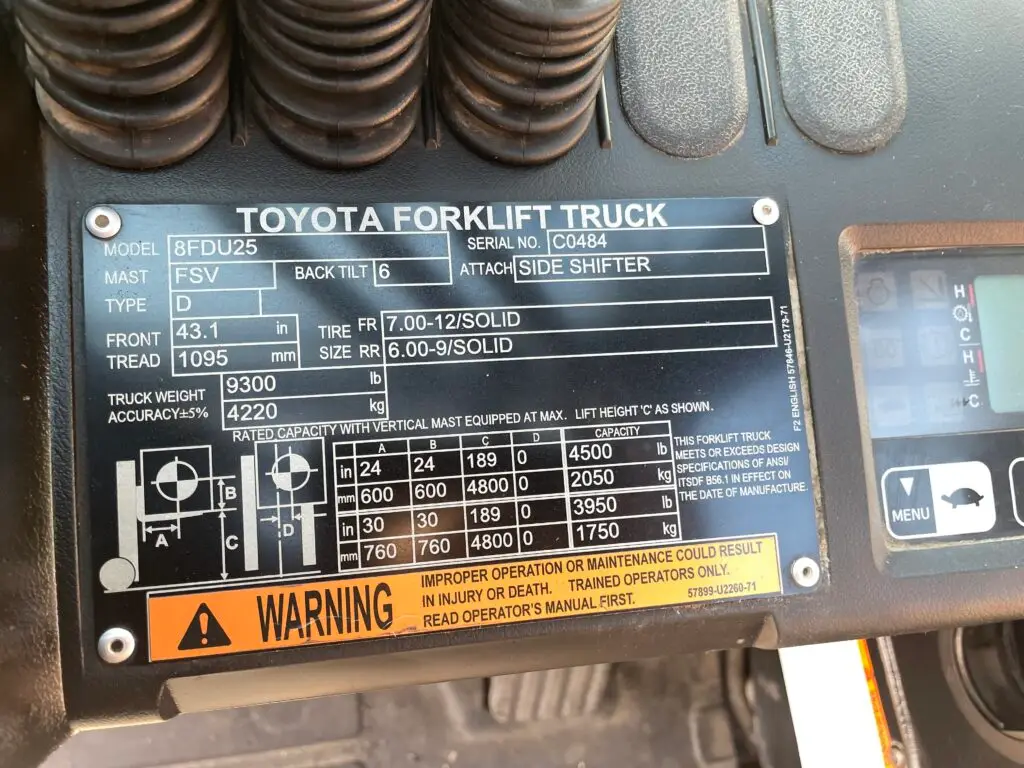 TOYOTA FORKLIFT TRUCK
MODEL 8FDU25 SERIAL NO. C0484
MAST FSV BACK TILT 6 ATTACH SIDE SHIFTER
TYPE D
FRONT TREAD 43.1 in
1095 mm
TIRE SIZE FR 7.00-12/SOLID
RR 6.00-9/SOLID
TRUCK WEIGHT 9300 lb
ACCURACY±5% 4220 kg
RATED CAPACITY WITH VERTICAL MAST EQUIPPED AT MAX. LIFT HEIGHT 'C' AS SHOWN.
A B C D CAPACITY
in 24 24 189 0 4500 lb
mm 600 600 4800 0 2050 kg
in 30 30 189 0 3950 lb
mm 760 760 4800 0 1750 kg
A B C D
THIS FORKLIFT TRUCK
MEETS OR EXCEEDS DESIGN
SPECIFICATIONS OF ANSI/
ITSDF B56.1 IN EFFECT ON
THE DATE OF MANUFACTURE.
F2 ENGLISH 57846-U2173-71
WARNING
IMPROPER OPERATION OR MAINTENANCE COULD RESULT
IN INJURY OR DEATH. TRAINED OPERATORS ONLY.
READ OPERATOR'S MANUAL FIRST.
57899-U2260-71
H
C
H
C
MENU